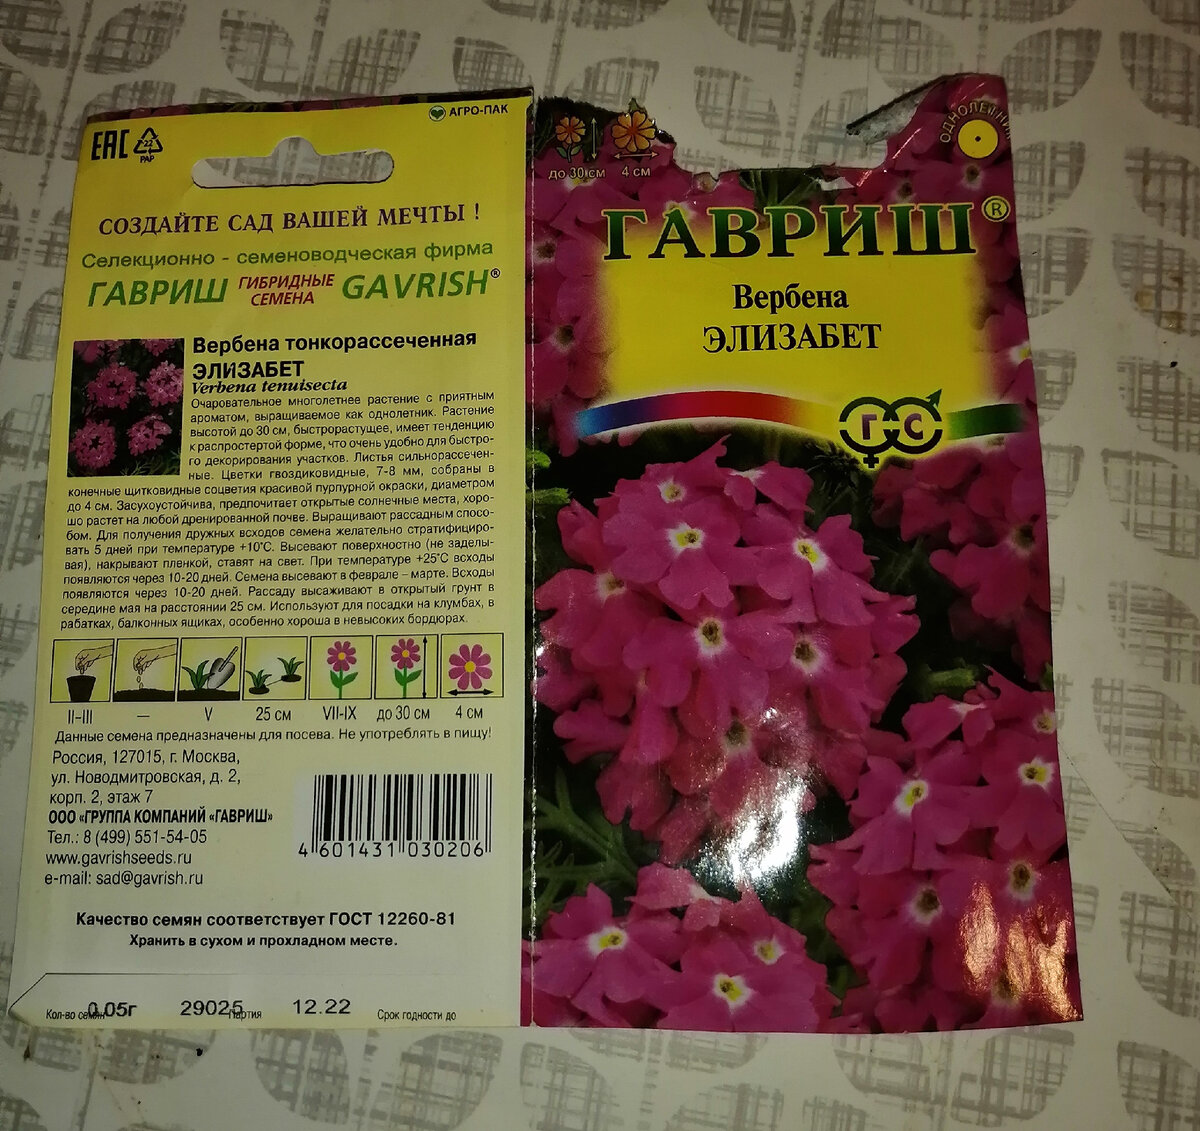 АГРО-ПАК
EAC
22
PAP
СОЗДАЙТЕ САД ВАШЕЙ МЕЧТЫ !
Селекционно - семеноводческая фирма
ГАВРИШ ГИБРИДНЫЕ СЕМЕНА GAVRISH®
Вербена тонкорассеченная
ЭЛИЗАБЕТ
Verbena tenuisecta
Очаровательное многолетнее растение с приятным
ароматом, выращиваемое как однолетник. Растение
высотой до 30 см, быстрорастущее, имеет тенденцию
к распростертой форме, что очень удобно для быстро-
го декорирования участков. Листья сильнорассечен-
ные. Цветки гвоздиковидные, 7-8 мм, собраны в
конечные щитковидные соцветия красивой пурпурной окраски, диаметром
до 4 см. Засухоустойчива, предпочитает открытые солнечные места, хоро-
шо растет на любой дренированной почве. Выращивают рассадным спосо-
бом. Для получения дружных всходов семена желательно стратифициро-
вать 5 дней при температуре +10°С. Высевают поверхностно (не заделы-
вая), накрывают пленкой, ставят на свет. При температуре +25°С всходы
появляются через 10-20 дней. Семена высевают в феврале – марте. Всходы
появляются через 10-20 дней. Рассаду высаживают в открытый грунт в
середине мая на расстоянии 25 см. Используют для посадки на клумбах, в
рабатках, балконных ящиках, особенно хороша в невысоких бордюрах.
II-III — V 25 см VII-IX до 30 см 4 см
Данные семена предназначены для посева. Не употреблять в пищу!
Россия, 127015, г. Москва,
ул. Новодмитровская, д. 2,
корп. 2, этаж 7
ООО «ГРУППА КОМПАНИЙ «ГАВРИШ»
Тел.: 8 (499) 551-54-05
www.gavrishseeds.ru
e-mail: sad@gavrish.ru
4 601431 030206
Качество семян соответствует ГОСТ 12260-81
Хранить в сухом и прохладном месте.
0,05г 29025 12.22
Кол-во семян Партия Срок годности до
до 30 см 4 см
ОДНОЛЕТНИК
ГАВРИШ®
Вербена
ЭЛИЗАБЕТ
Г С